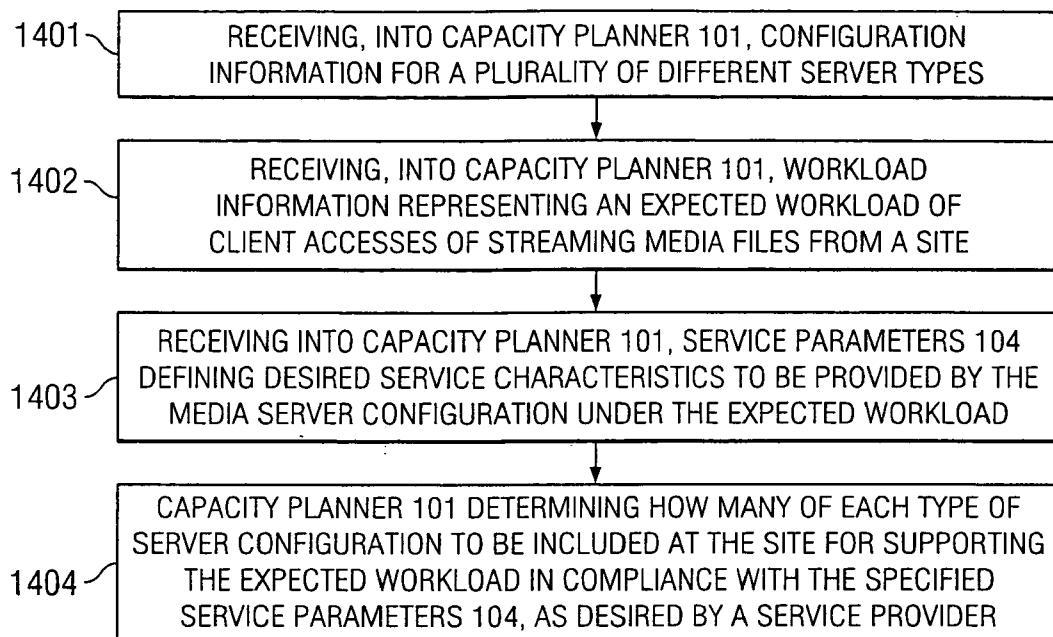 1401
RECEIVING, INTO CAPACITY PLANNER 101, CONFIGURATION
INFORMATION FOR A PLURALITY OF DIFFERENT SERVER TYPES
1402
RECEIVING, INTO CAPACITY PLANNER 101, WORKLOAD
INFORMATION REPRESENTING AN EXPECTED WORKLOAD OF
CLIENT ACCESSES OF STREAMING MEDIA FILES FROM A SITE
1403
RECEIVING INTO CAPACITY PLANNER 101, SERVICE PARAMETERS 104
DEFINING DESIRED SERVICE CHARACTERISTICS TO BE PROVIDED BY THE
MEDIA SERVER CONFIGURATION UNDER THE EXPECTED WORKLOAD
1404
CAPACITY PLANNER 101 DETERMINING HOW MANY OF EACH TYPE OF
SERVER CONFIGURATION TO BE INCLUDED AT THE SITE FOR SUPPORTING
THE EXPECTED WORKLOAD IN COMPLIANCE WITH THE SPECIFIED
SERVICE PARAMETERS 104, AS DESIRED BY A SERVICE PROVIDER